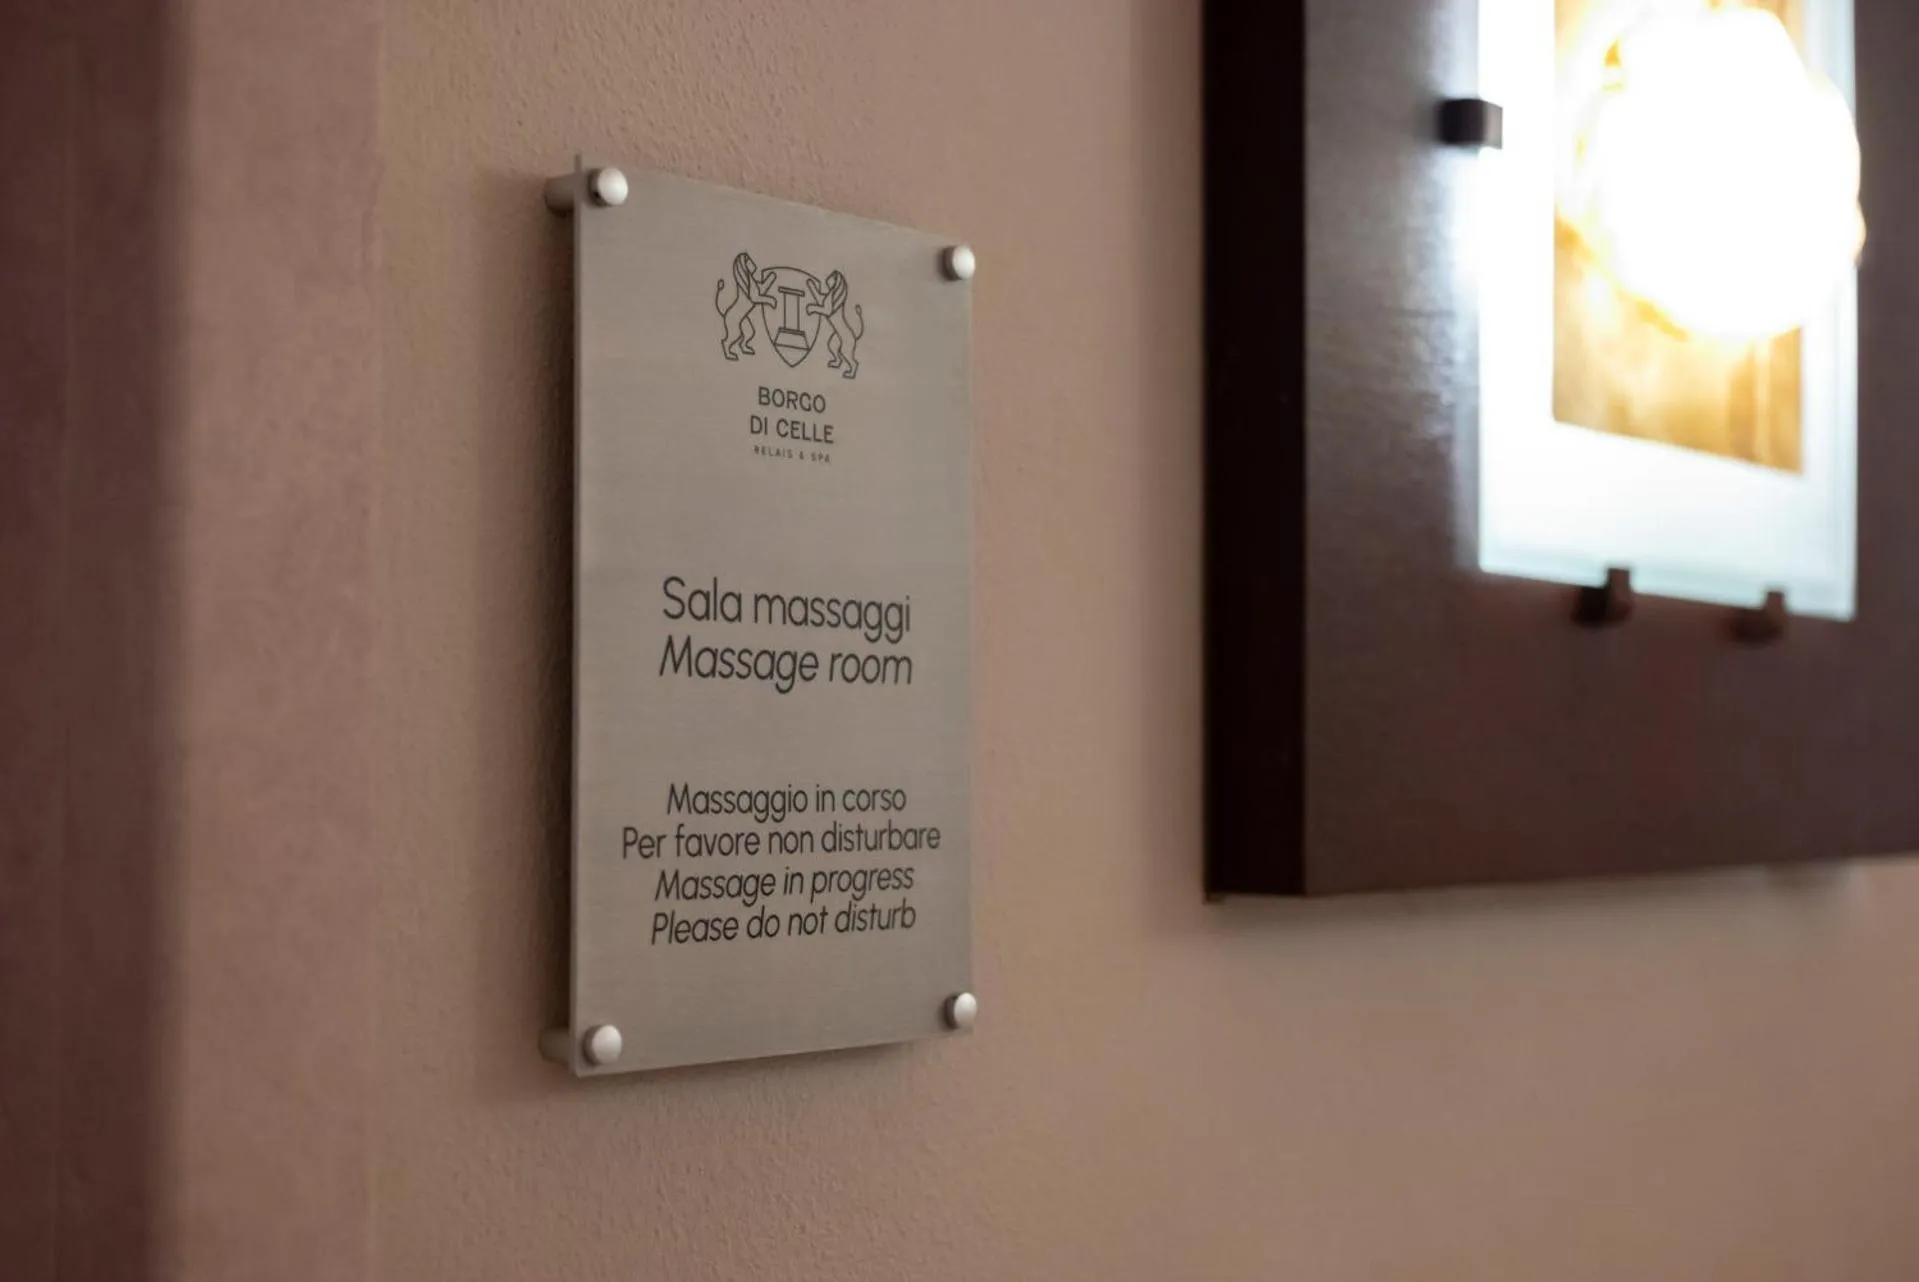 BORGO
DI CELLE
RELAIS & SPA
Sala massaggi
Massage room
Massaggio in corso
Per favore non disturbare
Massage in progress
Please do not disturb